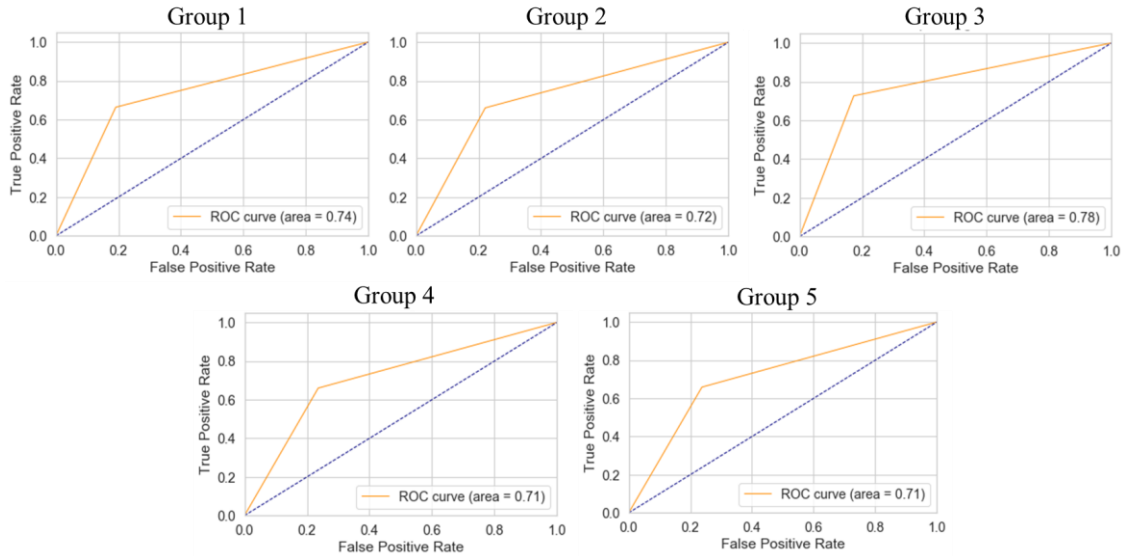 Group 1
1.0
0.8
0.6
0.4
0.2
0.0
True Positive Rate
ROC curve (area = 0.74)
0.0 0.2 0.4 0.6 0.8 1.0
False Positive Rate
Group 2
1.0
0.8
0.6
0.4
0.2
0.0
True Positive Rate
ROC curve (area = 0.72)
0.0 0.2 0.4 0.6 0.8 1.0
False Positive Rate
Group 3
1.0
0.8
0.6
0.4
0.2
0.0
True Positive Rate
ROC curve (area = 0.78)
0.0 0.2 0.4 0.6 0.8 1.0
False Positive Rate
Group 4
1.0
0.8
0.6
0.4
0.2
0.0
True Positive Rate
ROC curve (area = 0.71)
0.0 0.2 0.4 0.6 0.8 1.0
False Positive Rate
Group 5
1.0
0.8
0.6
0.4
0.2
0.0
True Positive Rate
ROC curve (area = 0.71)
0.0 0.2 0.4 0.6 0.8 1.0
False Positive Rate